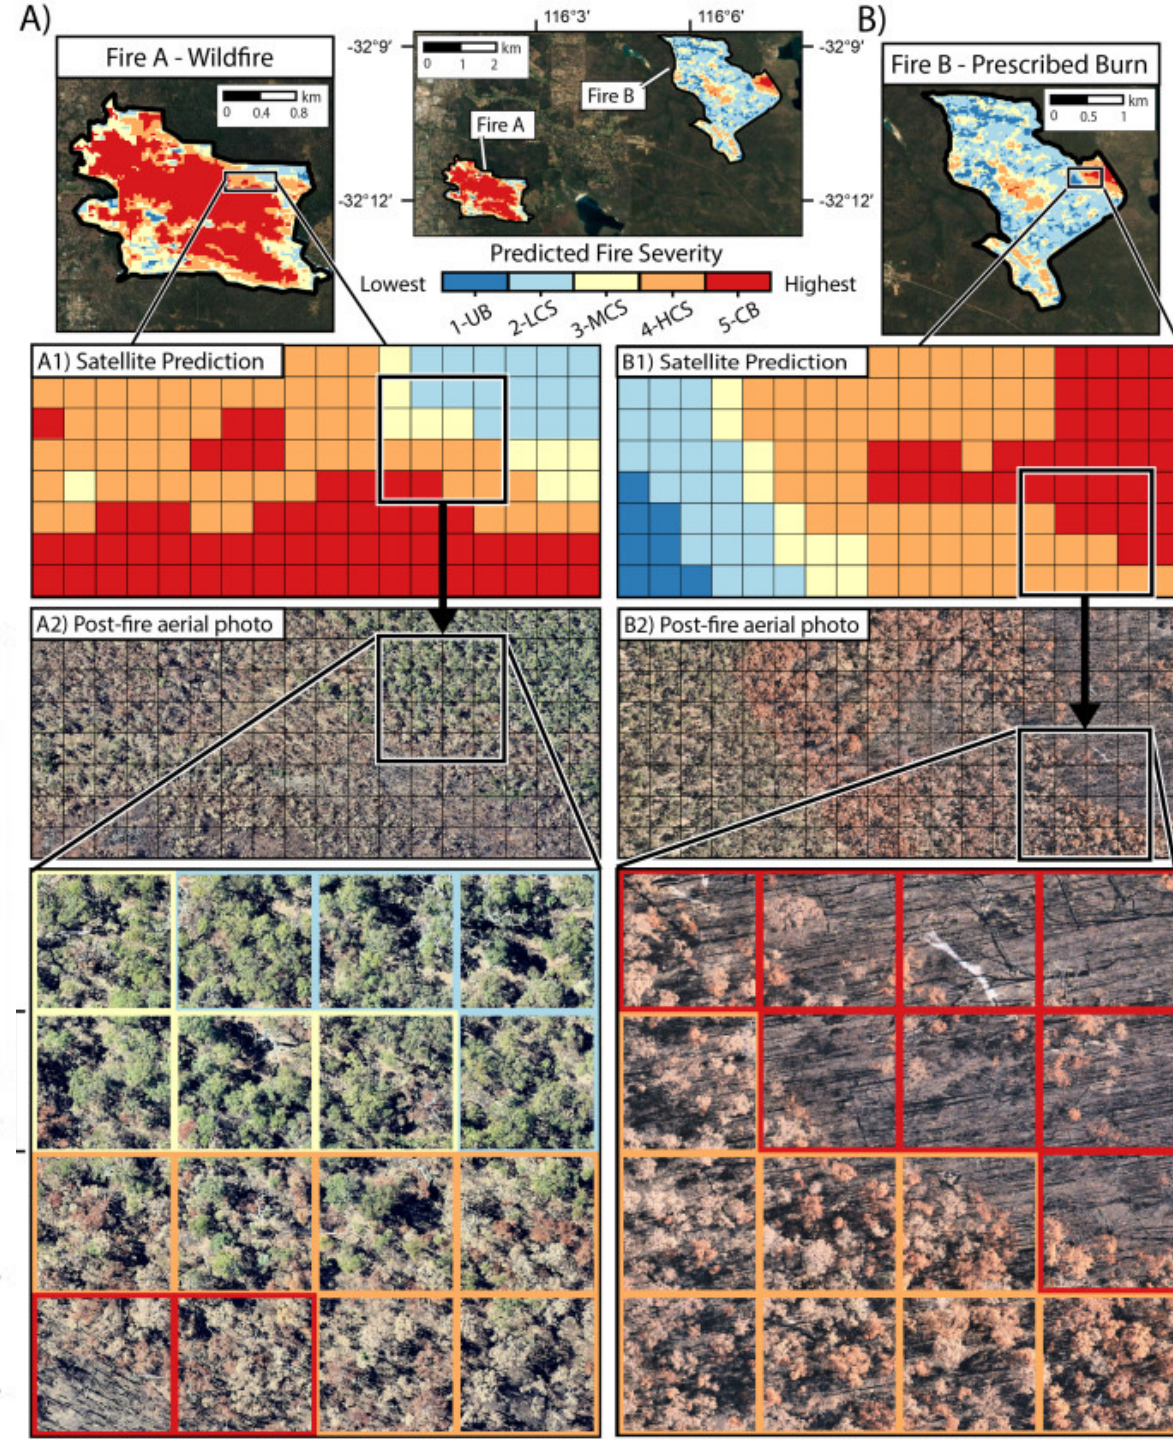 A)
Fire A - Wildfire
km
0 0.4 0.8
116°3′ 116°6′
-32°9′ -32°9′
km
0 1 2
Fire B
Fire A
-32°12′ -32°12′
B)
Fire B - Prescribed Burn
km
0 0.5 1
Predicted Fire Severity
Lowest Highest
1-UB 2-LCS 3-MCS 4-HCS 5-CB
A1) Satellite Prediction
B1) Satellite Prediction
A2) Post-fire aerial photo
B2) Post-fire aerial photo